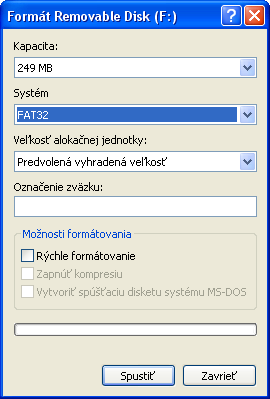 Formát Removable Disk (F:)
Kapacita:
249 MB
Systém
FAT32
Veľkosť alokačnej jednotky:
Predvolená vyhradená veľkosť
Označenie zväzku:
Možnosti formátovania
Rýchle formátovanie
Zapnúť kompresiu
Vytvoriť spúšťaciu disketu systému MS-DOS
Spustiť
Zavrieť